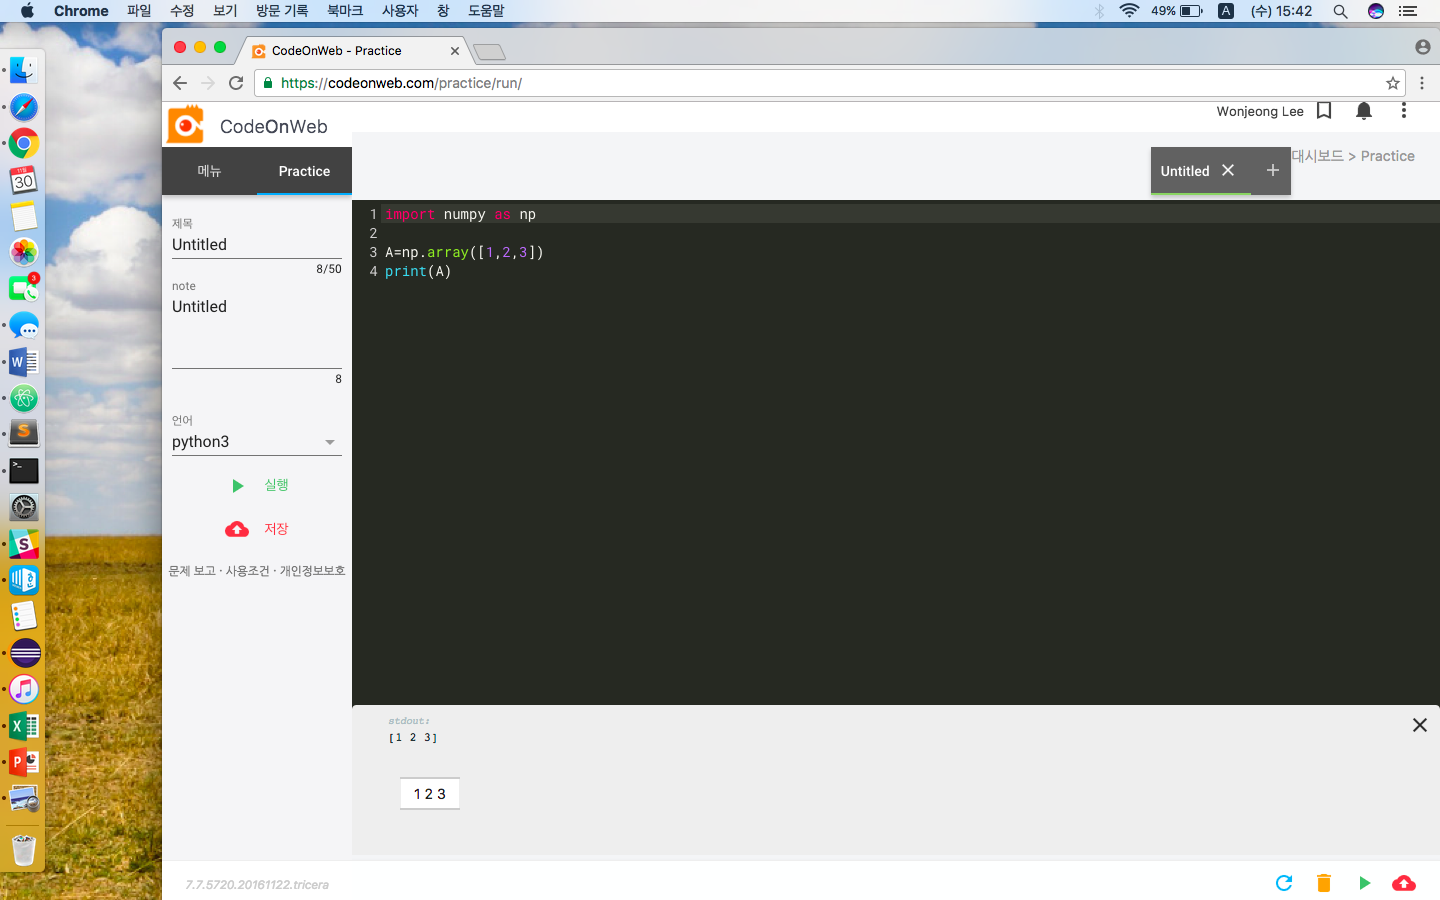 Chrome 파일 수정 보기 방문 기록 북마크 사용자 창 도움말 49% A (수) 15:42
CodeOnWeb - Practice
https://codeonweb.com/practice/run/
CodeOnWeb
Wonjeong Lee
메뉴 Practice
Untitled
대시보드 > Practice
제목
Untitled
8/50
note
Untitled
8
언어
python3
실행
저장
문제 보고 · 사용조건 · 개인정보보호
1 import numpy as np
2
3 A=np.array([1,2,3])
4 print(A)
stdout:
[1 2 3]
1 2 3
7.7.5720.20161122.tricera
11월
30
3
W
S
>_
S
X
P